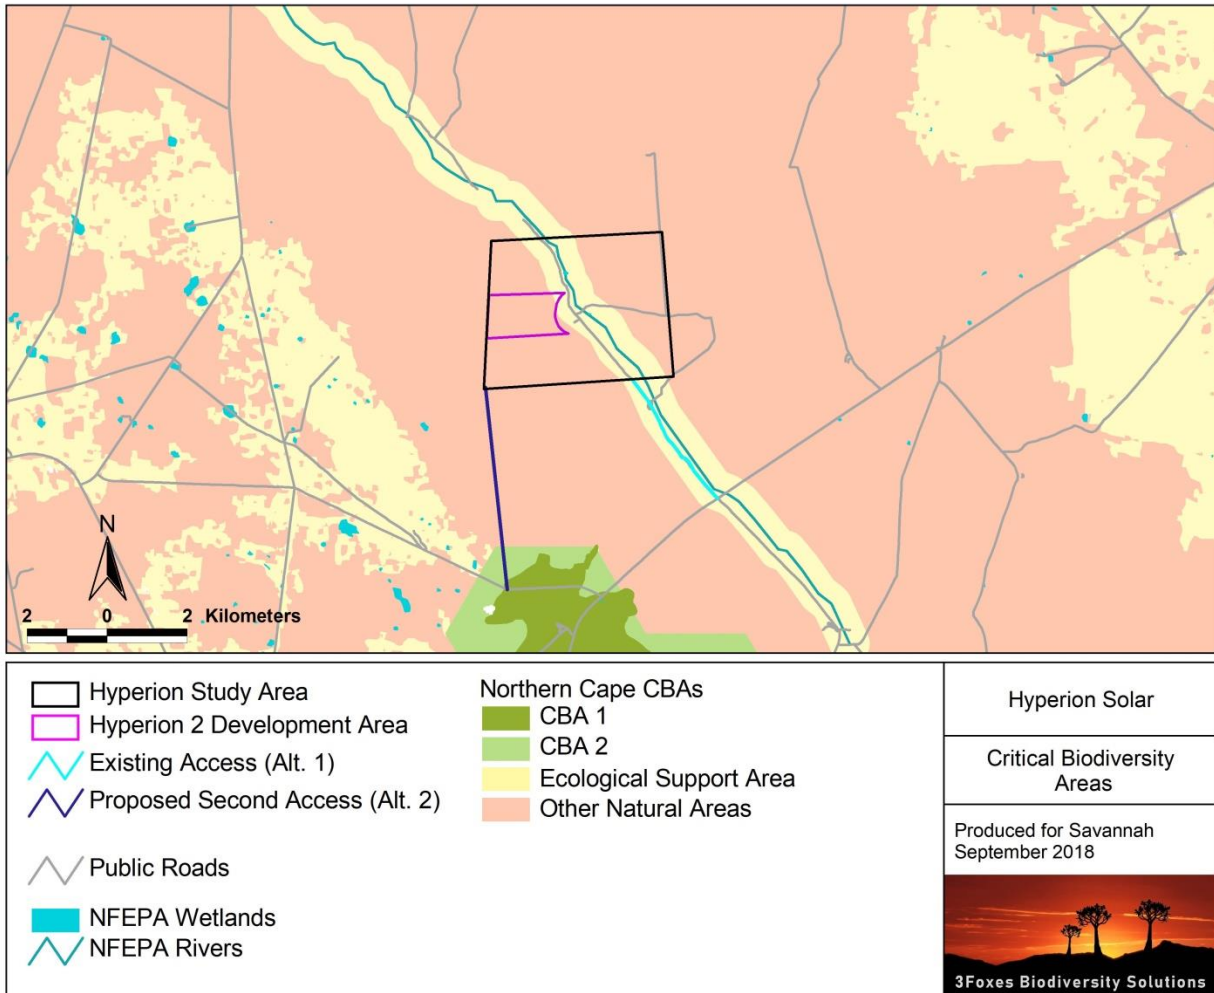 N
2 0 2 Kilometers
Hyperion Study Area
Hyperion 2 Development Area
Existing Access (Alt. 1)
Proposed Second Access (Alt. 2)
Public Roads
NFEPA Wetlands
NFEPA Rivers
Northern Cape CBAs
CBA 1
CBA 2
Ecological Support Area
Other Natural Areas
Hyperion Solar
Critical Biodiversity
Areas
Produced for Savannah
September 2018
3Foxes Biodiversity Solutions